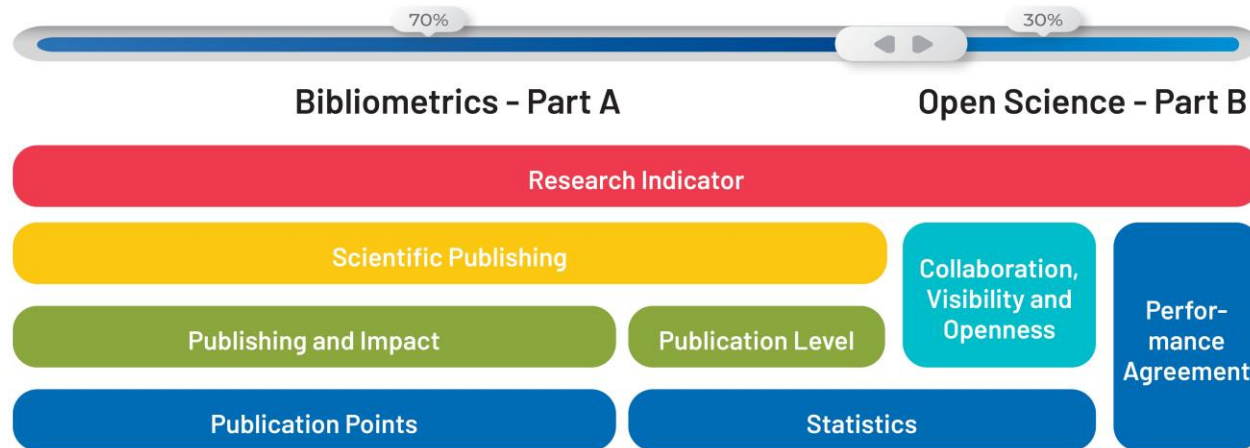 70%
30%
Bibliometrics - Part A
Open Science - Part B
Research Indicator
Scientific Publishing
Collaboration,
Visibility and
Openness
Perfor-
mance
Agreement
Publishing and Impact
Publication Level
Publication Points
Statistics